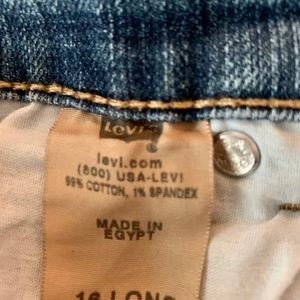 Levi's
®
levi.com
(800) USA-LEVI
99% COTTON, 1% SPANDEX
MADE IN
EGYPT
16 LONG